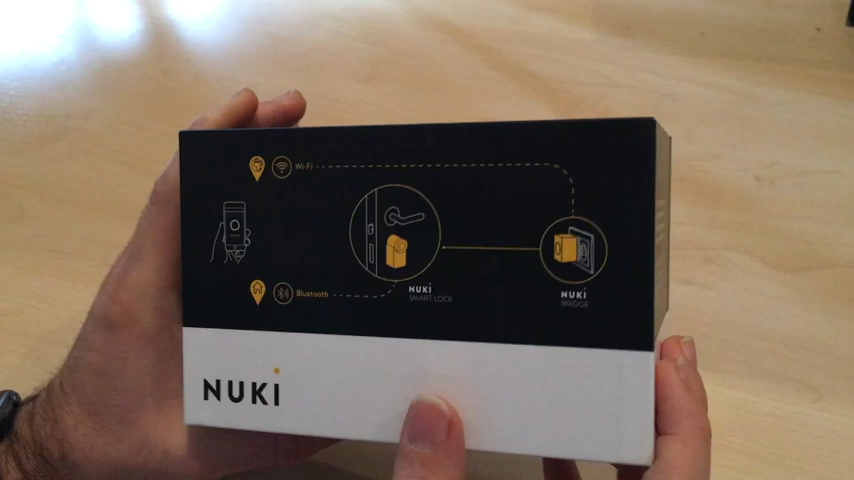 Wi-Fi
Bluetooth
NUKI
SMART LOCK
NUKI
BRIDGE
NUKI